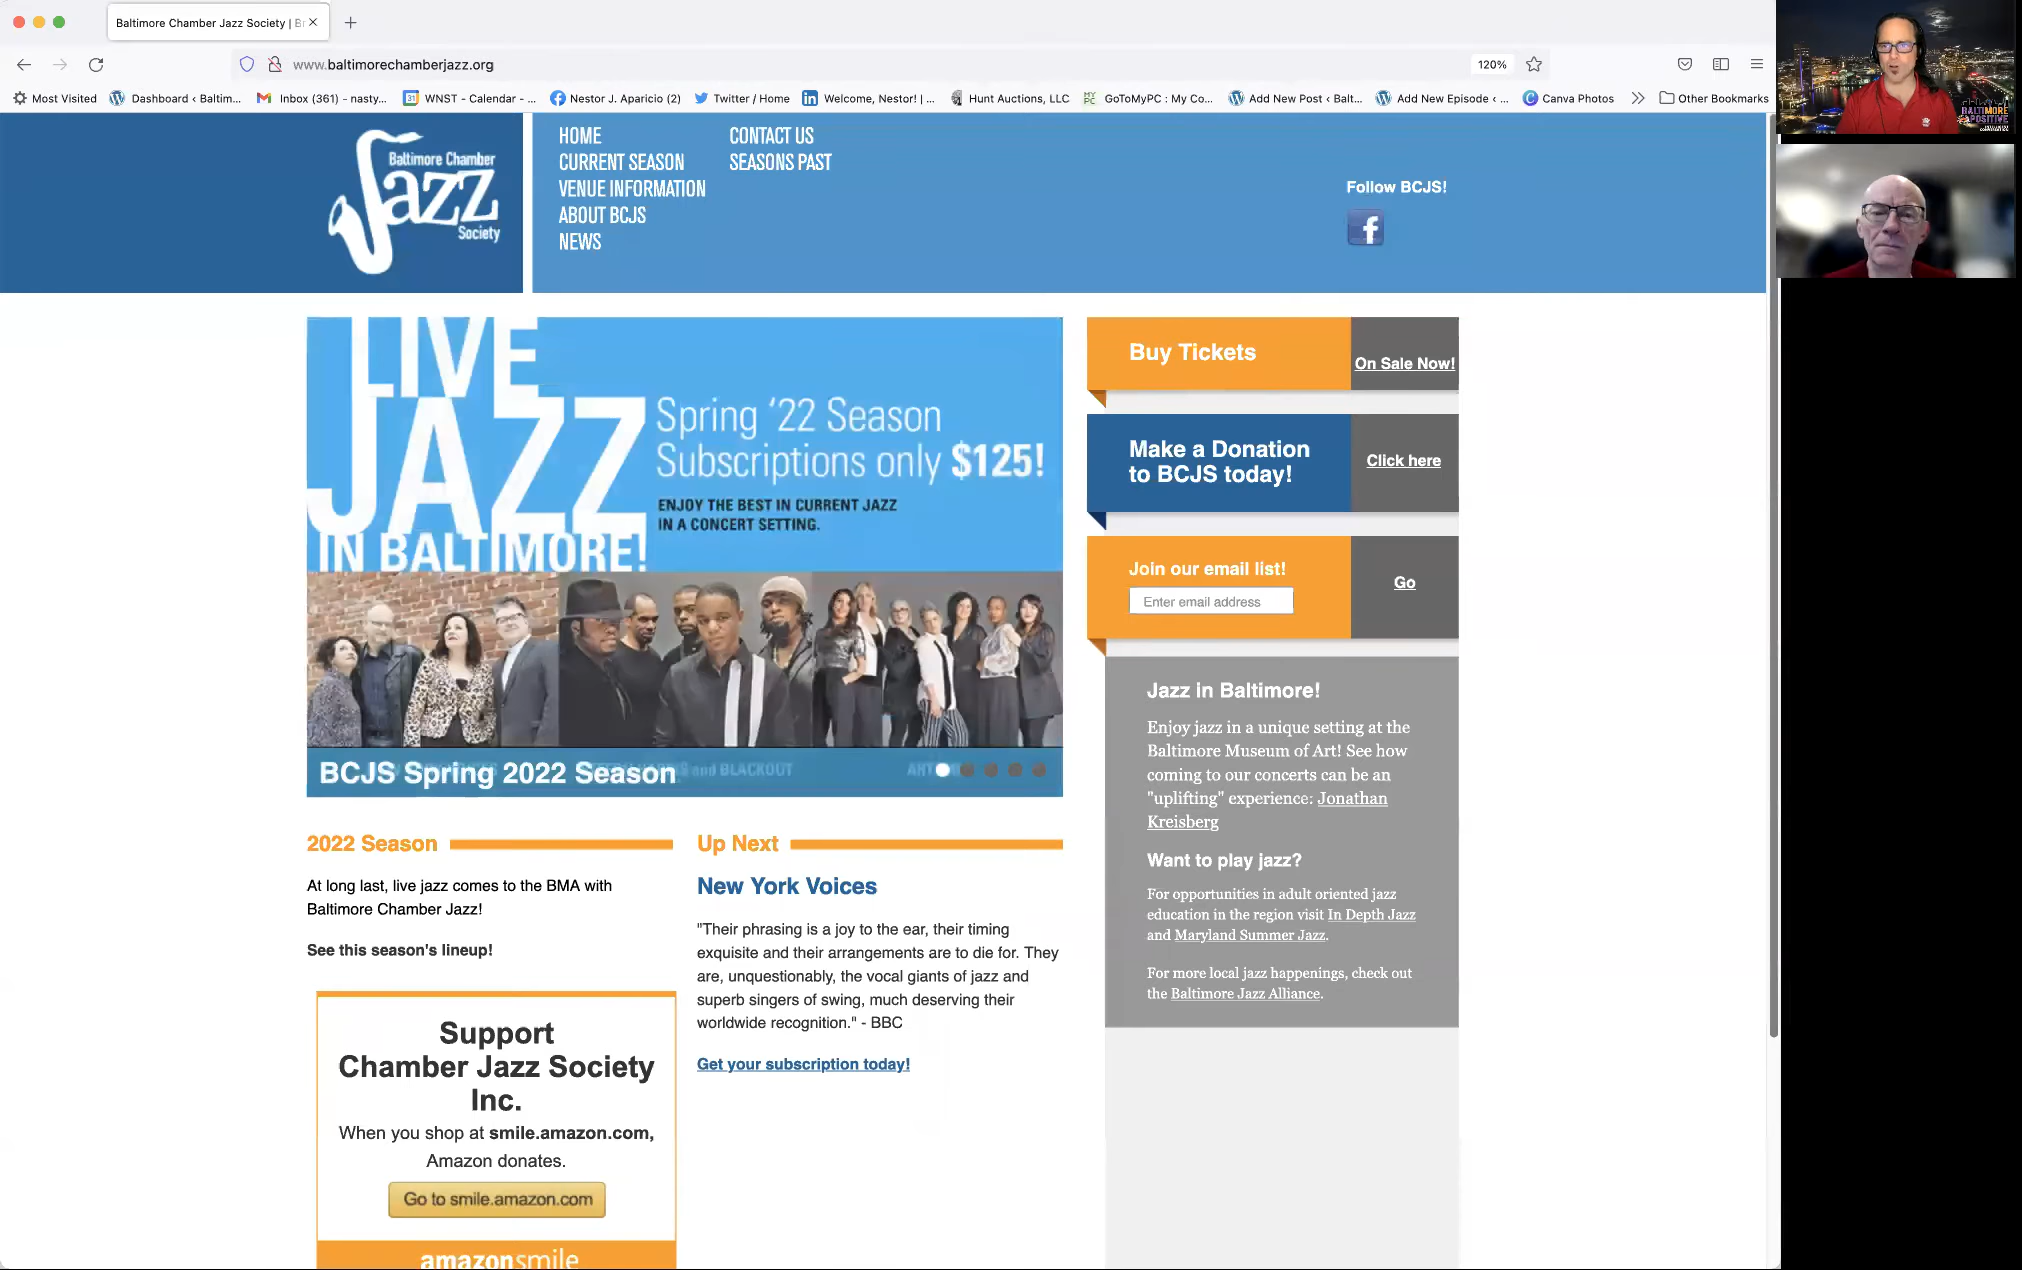 Baltimore Chamber Jazz Society | Br
www.baltimorechamberjazz.org
120%
Most Visited
Dashboard ‹ Baltim...
Inbox (361) - nasty...
WNST - Calendar - ...
Nestor J. Aparicio (2)
Twitter / Home
Welcome, Nestor! | ...
Hunt Auctions, LLC
GoToMyPC : My Co...
Add New Post ‹ Balt...
Add New Episode ‹ ...
Canva Photos
Other Bookmarks
BALTIMORE
POSITIVE
Baltimore Chamber
Jazz
Society
HOME
CURRENT SEASON
VENUE INFORMATION
ABOUT BCJS
NEWS
CONTACT US
SEASONS PAST
Follow BCJS!
LIVE
JAZZ
IN BALTIMORE!
Spring '22 Season
Subscriptions only $125!
ENJOY THE BEST IN CURRENT JAZZ
IN A CONCERT SETTING.
BCJS Spring 2022 Season
and BLACKOUT
Buy Tickets
On Sale Now!
Make a Donation
to BCJS today!
Click here
Join our email list!
Enter email address
Go
Jazz in Baltimore!
Enjoy jazz in a unique setting at the
Baltimore Museum of Art! See how
coming to our concerts can be an
"uplifting" experience: Jonathan
Kreisberg
Want to play jazz?
For opportunities in adult oriented jazz
education in the region visit In Depth Jazz
and Maryland Summer Jazz.
For more local jazz happenings, check out
the Baltimore Jazz Alliance.
2022 Season
At long last, live jazz comes to the BMA with
Baltimore Chamber Jazz!
See this season's lineup!
Support
Chamber Jazz Society
Inc.
When you shop at smile.amazon.com,
Amazon donates.
Go to smile.amazon.com
amazonsmile
Up Next
New York Voices
"Their phrasing is a joy to the ear, their timing
exquisite and their arrangements are to die for. They
are, unquestionably, the vocal giants of jazz and
superb singers of swing, much deserving their
worldwide recognition." - BBC
Get your subscription today!